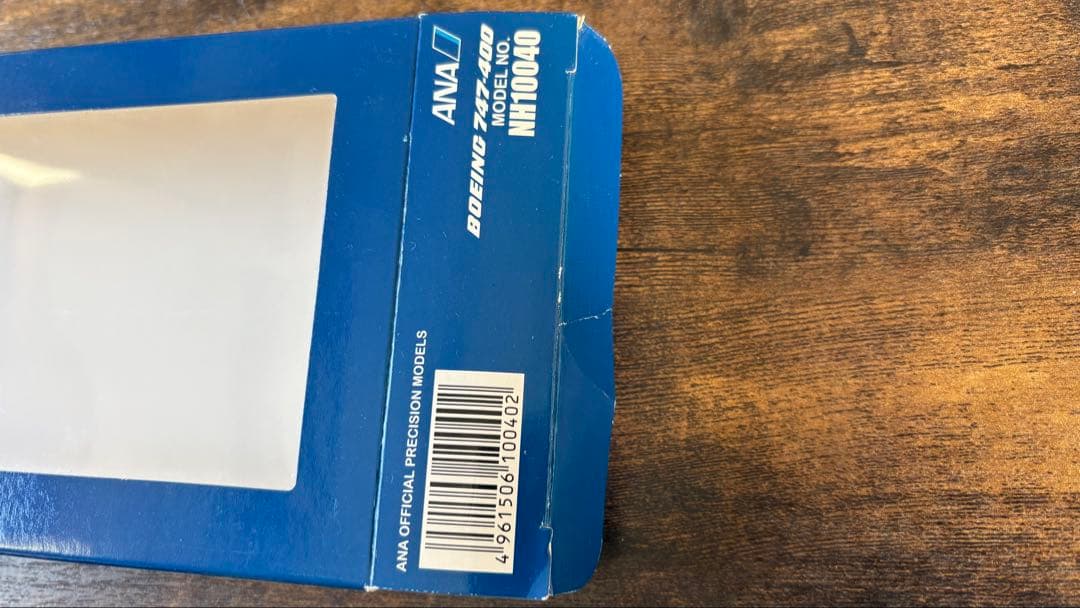 ANA
BOEING 747-400
MODEL NO.
NH10040
ANA OFFICIAL PRECISION MODELS
4 961506 100402